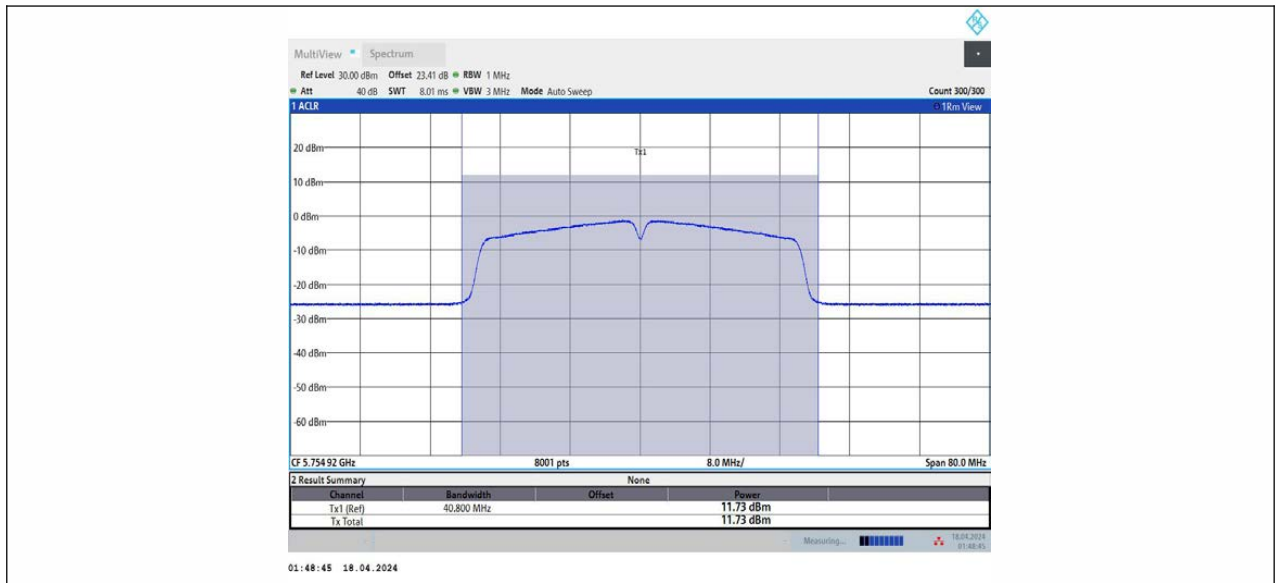 MultiView Spectrum
Ref Level 30.00 dBm Offset 23.41 dB RBW 1 MHz
Att 40 dB SWT 8.01 ms VBW 3 MHz Mode Auto Sweep Count 300/300
1 ACLR 1Rm View
Tx1
20 dBm
10 dBm
0 dBm
-10 dBm
-20 dBm
-30 dBm
-40 dBm
-50 dBm
-60 dBm
CF 5.754 92 GHz 8001 pts 8.0 MHz/ Span 80.0 MHz
2 Result Summary None
Channel Bandwidth Offset Power
Tx1 (Ref) 40.800 MHz 11.73 dBm
Tx Total 11.73 dBm
Measuring... 18.04.2024
01:48:45
01:48:45 18.04.2024